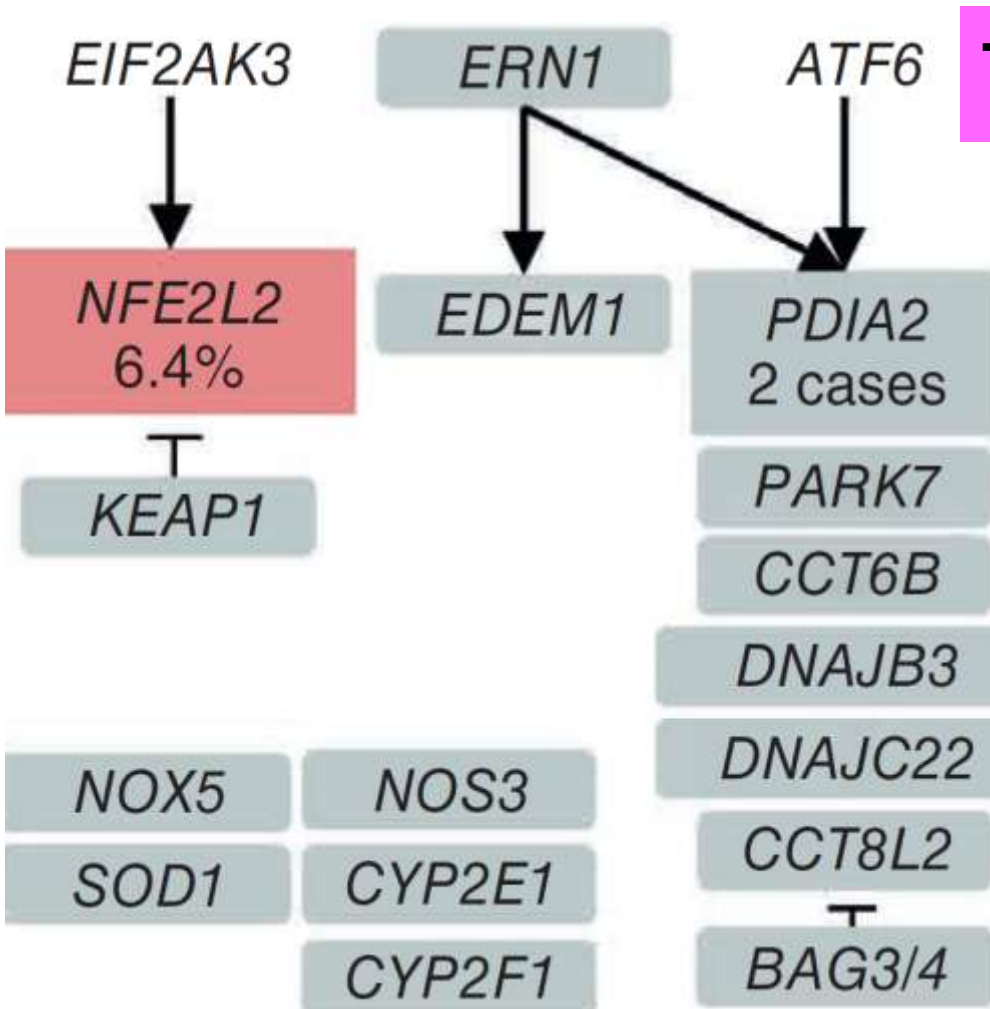 EIF2AK3
ERN1
ATF6
NFE2L2
6.4%
EDEM1
PDIA2
2 cases
KEAP1
PARK7
CCT6B
DNAJB3
DNAJC22
NOX5
NOS3
CCT8L2
SOD1
CYP2E1
BAG3/4
CYP2F1